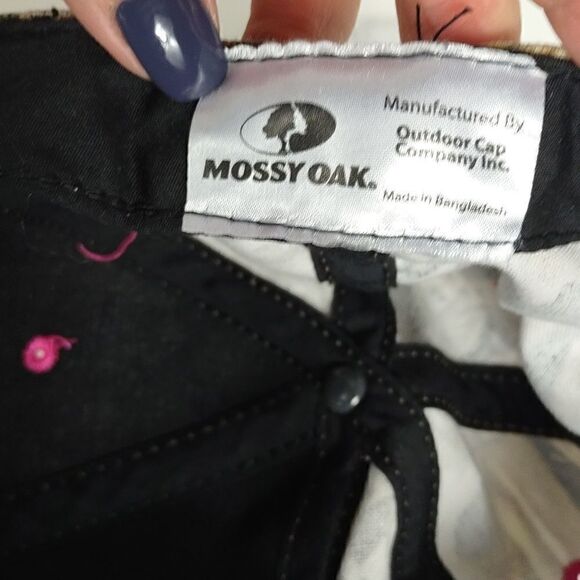 MOSSY OAK.
Manufactured By
Outdoor Cap
Company Inc.
Made in Bangladesh